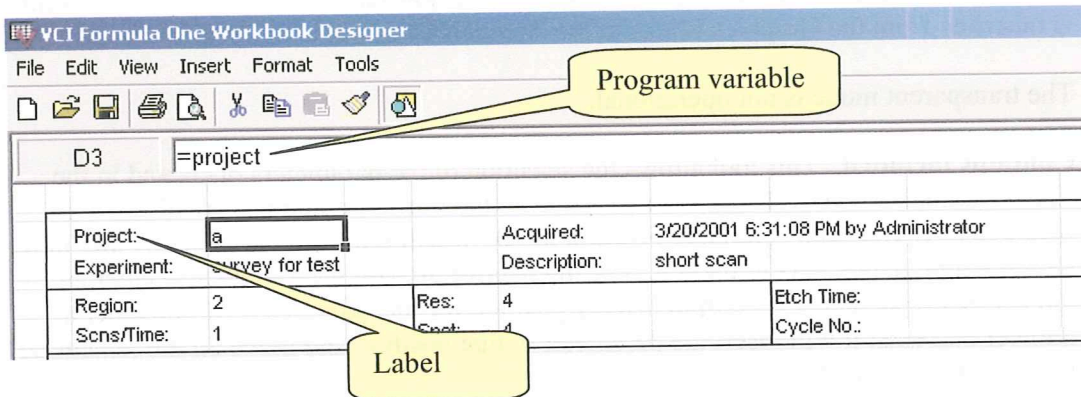 VCI Formula One Workbook Designer
File Edit View Insert Format Tools
Program variable
D3 =project
Project: a Acquired: 3/20/2001 6:31:08 PM by Administrator
Experiment: survey for test Description: short scan
Region: 2 Res: 4 Etch Time:
Scns/Time: 1 Spot: 4 Cycle No.:
Label